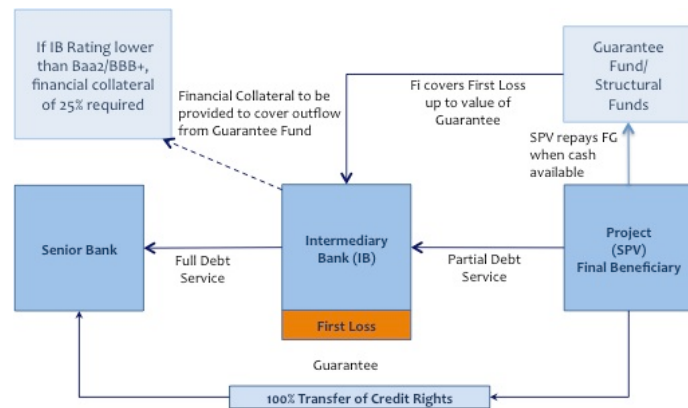 If IB Rating lower
than Baa2/BBB+,
financial collateral
of 25% required
Financial Collateral to be
provided to cover outflow
from Guarantee Fund
Fi covers First Loss
up to value of
Guarantee
Guarantee
Fund/
Structural
Funds
SPV repays FG
when cash
available
Senior Bank
Full Debt
Service
Intermediary
Bank (IB)
First Loss
Partial Debt
Service
Project
(SPV)
Final Beneficiary
Guarantee
100% Transfer of Credit Rights